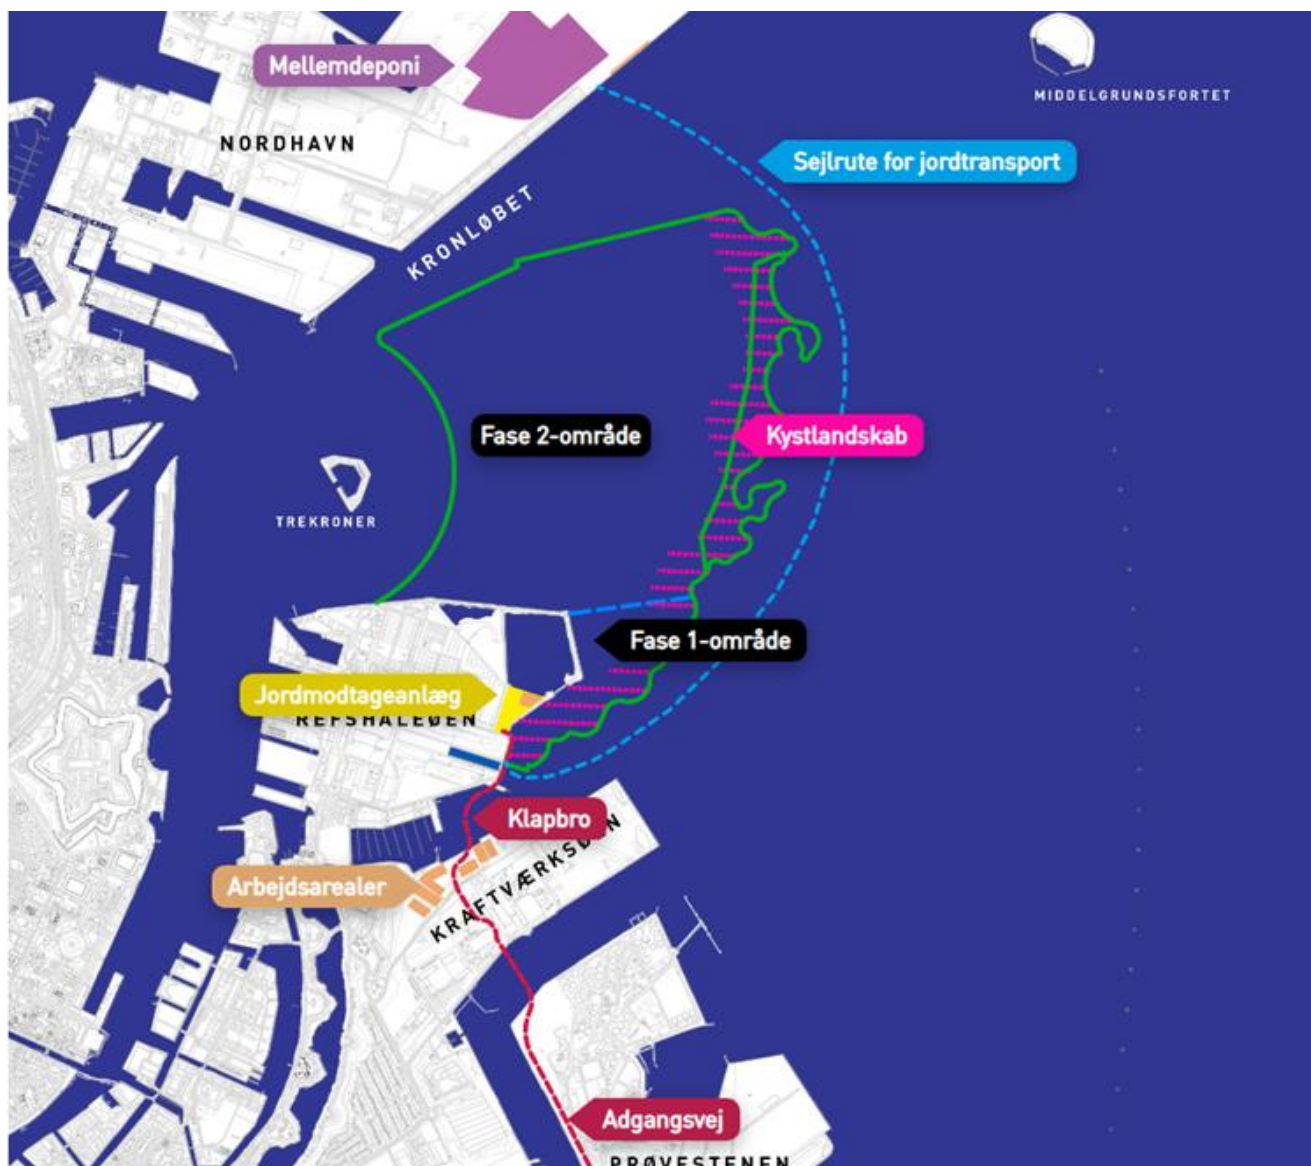 Mellemdeponi
MIDDELGRUNDSFORTET
NORDHAVN
Sejlrute for jordtransport
KRONLØBET
Fase 2-område
Kystlandskab
TREKRONER
Fase 1-område
Jordmodtageanlæg
REFSHALEØEN
Klapbro
Arbejdsarealer
KRAFTVÆRKSØEN
Adgangsvej
PRØVESTENEN